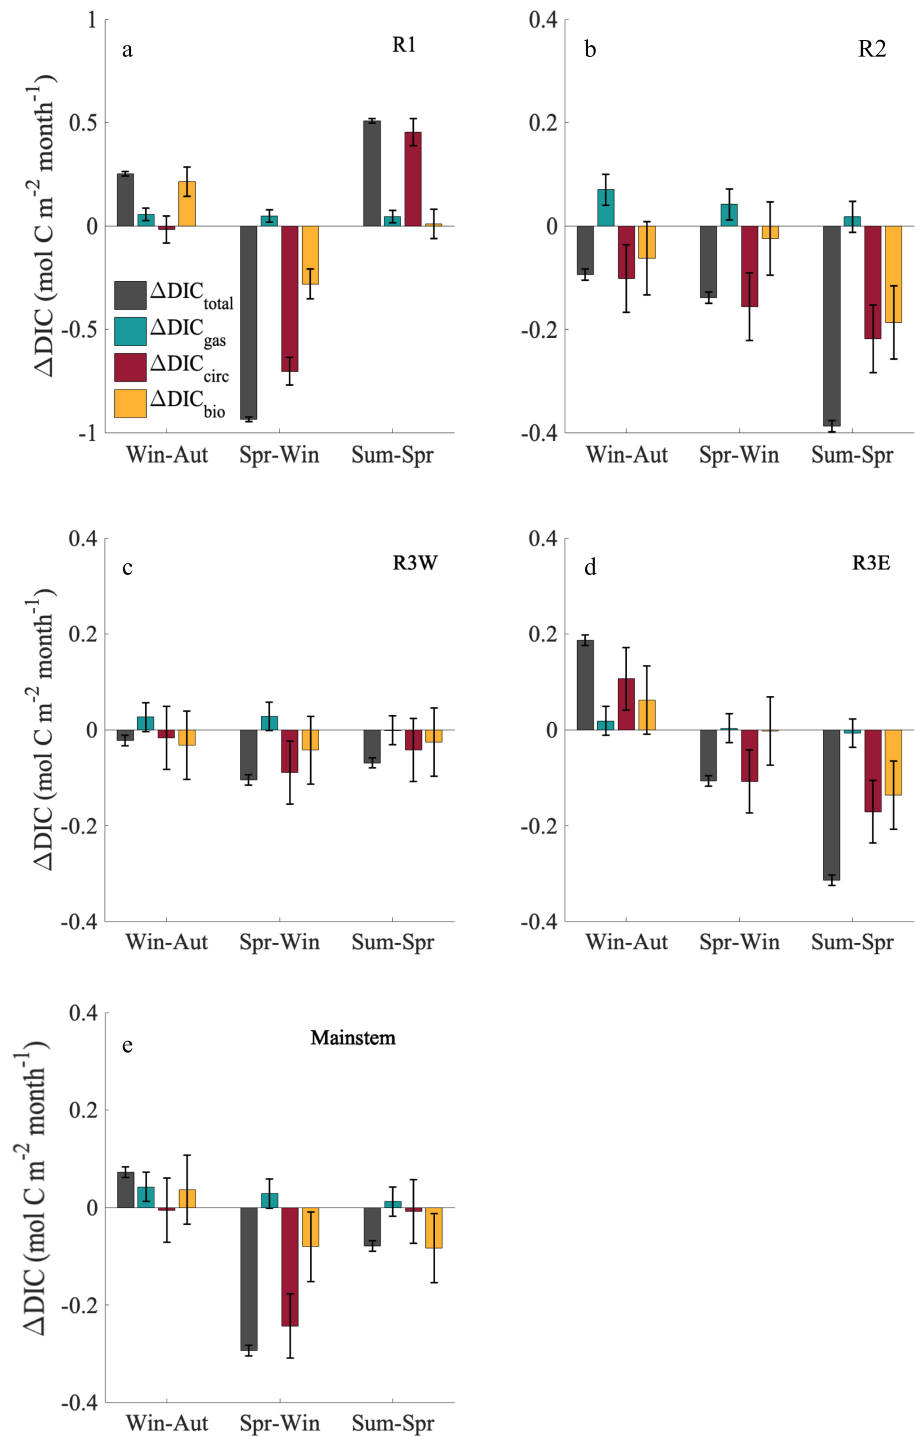 a
R1
1
0.5
0
-0.5
-1
ΔDIC (mol C m-2 month-1)
ΔDICtotal
ΔDICgas
ΔDICcirc
ΔDICbio
Win-Aut Spr-Win Sum-Spr
b
R2
0.4
0.2
0
-0.2
-0.4
Win-Aut Spr-Win Sum-Spr
c
R3W
0.4
0.2
0
-0.2
-0.4
ΔDIC (mol C m-2 month-1)
Win-Aut Spr-Win Sum-Spr
d
R3E
0.4
0.2
0
-0.2
-0.4
Win-Aut Spr-Win Sum-Spr
e
Mainstem
0.4
0.2
0
-0.2
-0.4
ΔDIC (mol C m-2 month-1)
Win-Aut Spr-Win Sum-Spr